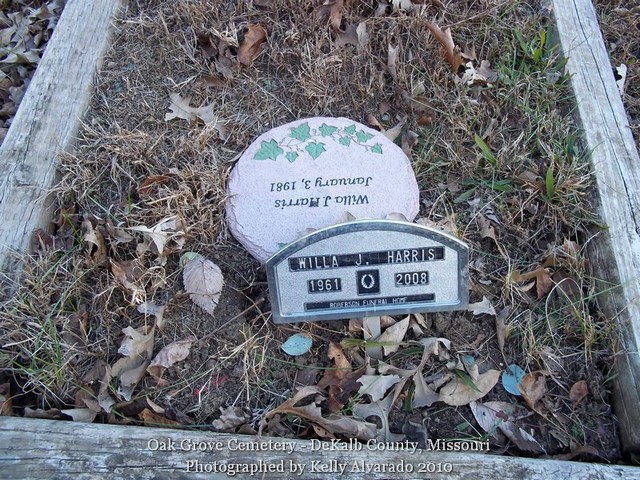 Willa J Harris
January 3, 1981
WILLA J. HARRIS
1961 2008
ROBERSON FUNERAL HOME
Oak Grove Cemetery - DeKalb County, Missouri
Photographed by Kelly Alvarado 2010